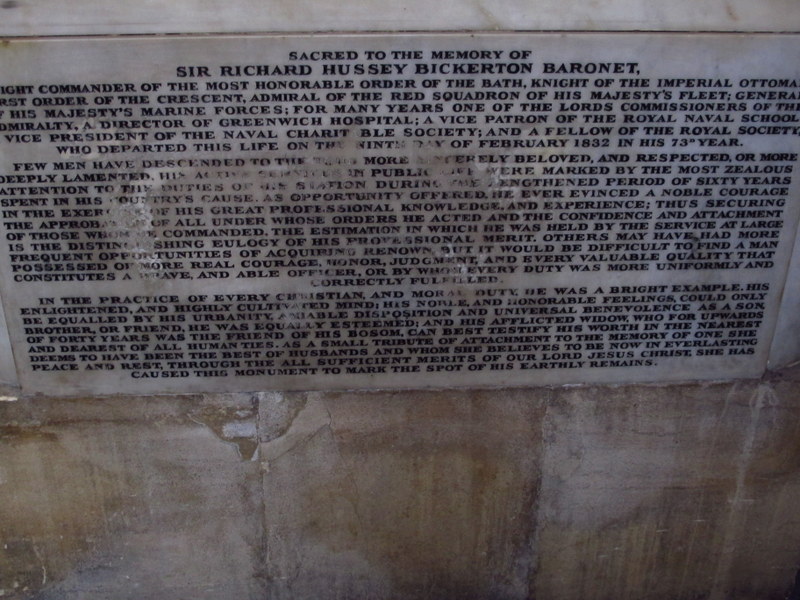 SACRED TO THE MEMORY OF
SIR RICHARD HUSSEY BICKERTON BARONET,
IGHT COMMANDER OF THE MOST HONORABLE ORDER OF THE BATH, KNIGHT OF THE IMPERIAL OTTOMA
RST ORDER OF THE CRESCENT, ADMIRAL OF THE RED SQUADRON OF HIS MAJESTY'S FLEET; GENERAL
F HIS MAJESTY'S MARINE FORCES; FOR MANY YEARS ONE OF THE LORDS COMMISSIONERS OF THE
DMIRALTY, A DIRECTOR OF GREENWICH HOSPITAL; A VICE PATRON OF THE ROYAL NAVAL SCHOOL,
VICE PRESIDENT OF THE NAVAL CHARIT BLE SOCIETY; AND A FELLOW OF THE ROYAL SOCIETY,
WHO DEPARTED THIS LIFE ON THE NINTH DAY OF FEBRUARY 1832 IN HIS 73D YEAR.
FEW MEN HAVE DESCENDED TO THE MORE SINCERELY BELOVED, AND RESPECTED, OR MORE
DEEPLY LAMENTED. HIS ACTIVE SERVICES IN PUBLIC LIFE WERE MARKED BY THE MOST ZEALOUS
ATTENTION TO THE DUTIES OF HIS STATION DURING THE LENGTHENED PERIOD OF SIXTY YEARS
SPENT IN HIS COUNTRY'S CAUSE. AS OPPORTUNITY OFFERED, HE EVER EVINCED A NOBLE COURAGE
IN THE EXERCISE OF HIS GREAT PROFESSIONAL KNOWLEDGE, AND EXPERIENCE; THUS SECURING
THE APPROBATION OF ALL UNDER WHOSE ORDERS HE ACTED AND THE CONFIDENCE AND ATTACHMENT
OF THOSE WHOM HE COMMANDED. THE ESTIMATION IN WHICH HE WAS HELD BY THE SERVICE AT LARGE
IS THE DISTINGUISHING EULOGY OF HIS PROFESSIONAL MERIT. OTHERS MAY HAVE HAD MORE
FREQUENT OPPORTUNITIES OF ACQUIRING RENOWN, BUT IT WOULD BE DIFFICULT TO FIND A MAN
POSSESSED OF MORE REAL COURAGE, HONOR, JUDGMENT, AND EVERY VALUABLE QUALITY THAT
CONSTITUTES A BRAVE, AND ABLE OFFICER, OR BY WHOM EVERY DUTY WAS MORE UNIFORMLY AND
CORRECTLY FULFILLED.
IN THE PRACTICE OF EVERY CHRISTIAN, AND MORAL DUTY, HE WAS A BRIGHT EXAMPLE. HIS
ENLIGHTENED, AND HIGHLY CULTIVATED MIND; HIS NOBLE, AND HONORABLE FEELINGS, COULD ONLY
BE EQUALLED BY HIS URBANITY, AMIABLE DISPOSITION AND UNIVERSAL BENEVOLENCE. AS A SON,
BROTHER, OR FRIEND, HE WAS EQUALLY ESTEEMED; AND HIS AFFLICTED WIDOW, WHO FOR UPWARDS
OF FORTY YEARS WAS THE FRIEND OF HIS BOSOM, CAN BEST TESTIFY HIS WORTH IN THE NEAREST
AND DEAREST OF ALL HUMAN TIES. AS A SMALL TRIBUTE OF ATTACHMENT TO THE MEMORY OF ONE SHE
DEEMS TO HAVE BEEN THE BEST OF HUSBANDS AND WHOM SHE BELIEVES TO BE NOW IN EVERLASTING
PEACE AND REST, THROUGH THE ALL SUFFICIENT MERITS OF OUR LORD JESUS CHRIST, SHE HAS
CAUSED THIS MONUMENT TO MARK THE SPOT OF HIS EARTHLY REMAINS.